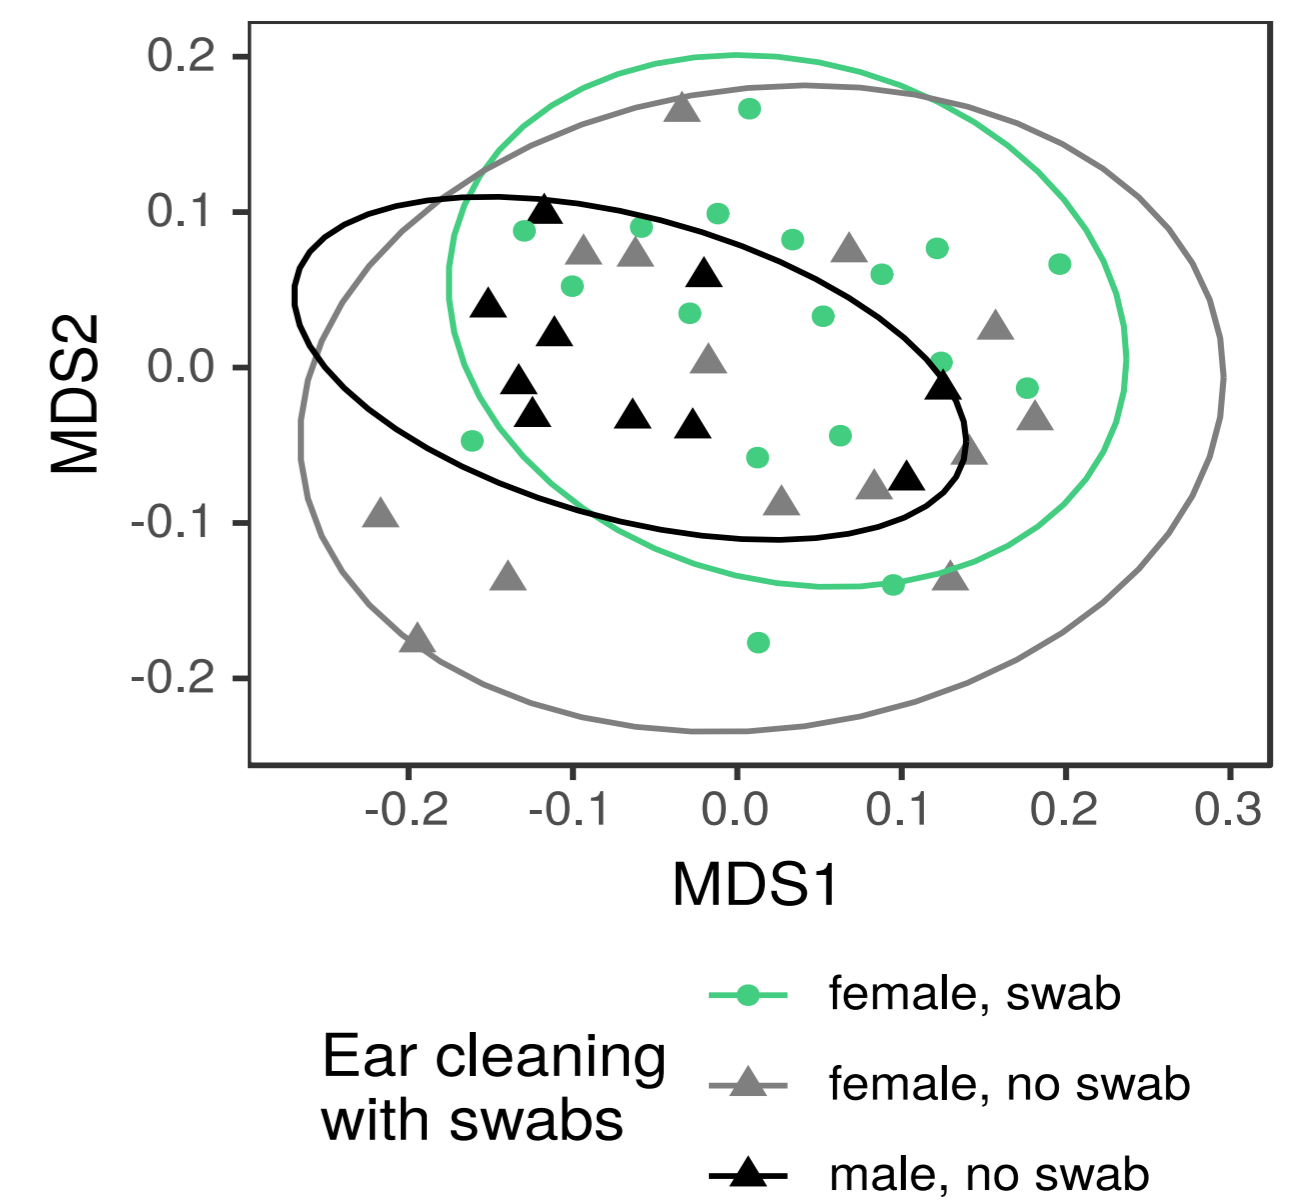 0.2
0.1
0.0
-0.1
-0.2
MDS2
-0.2 -0.1 0.0 0.1 0.2 0.3
MDS1
Ear cleaning
with swabs
female, swab
female, no swab
male, no swab